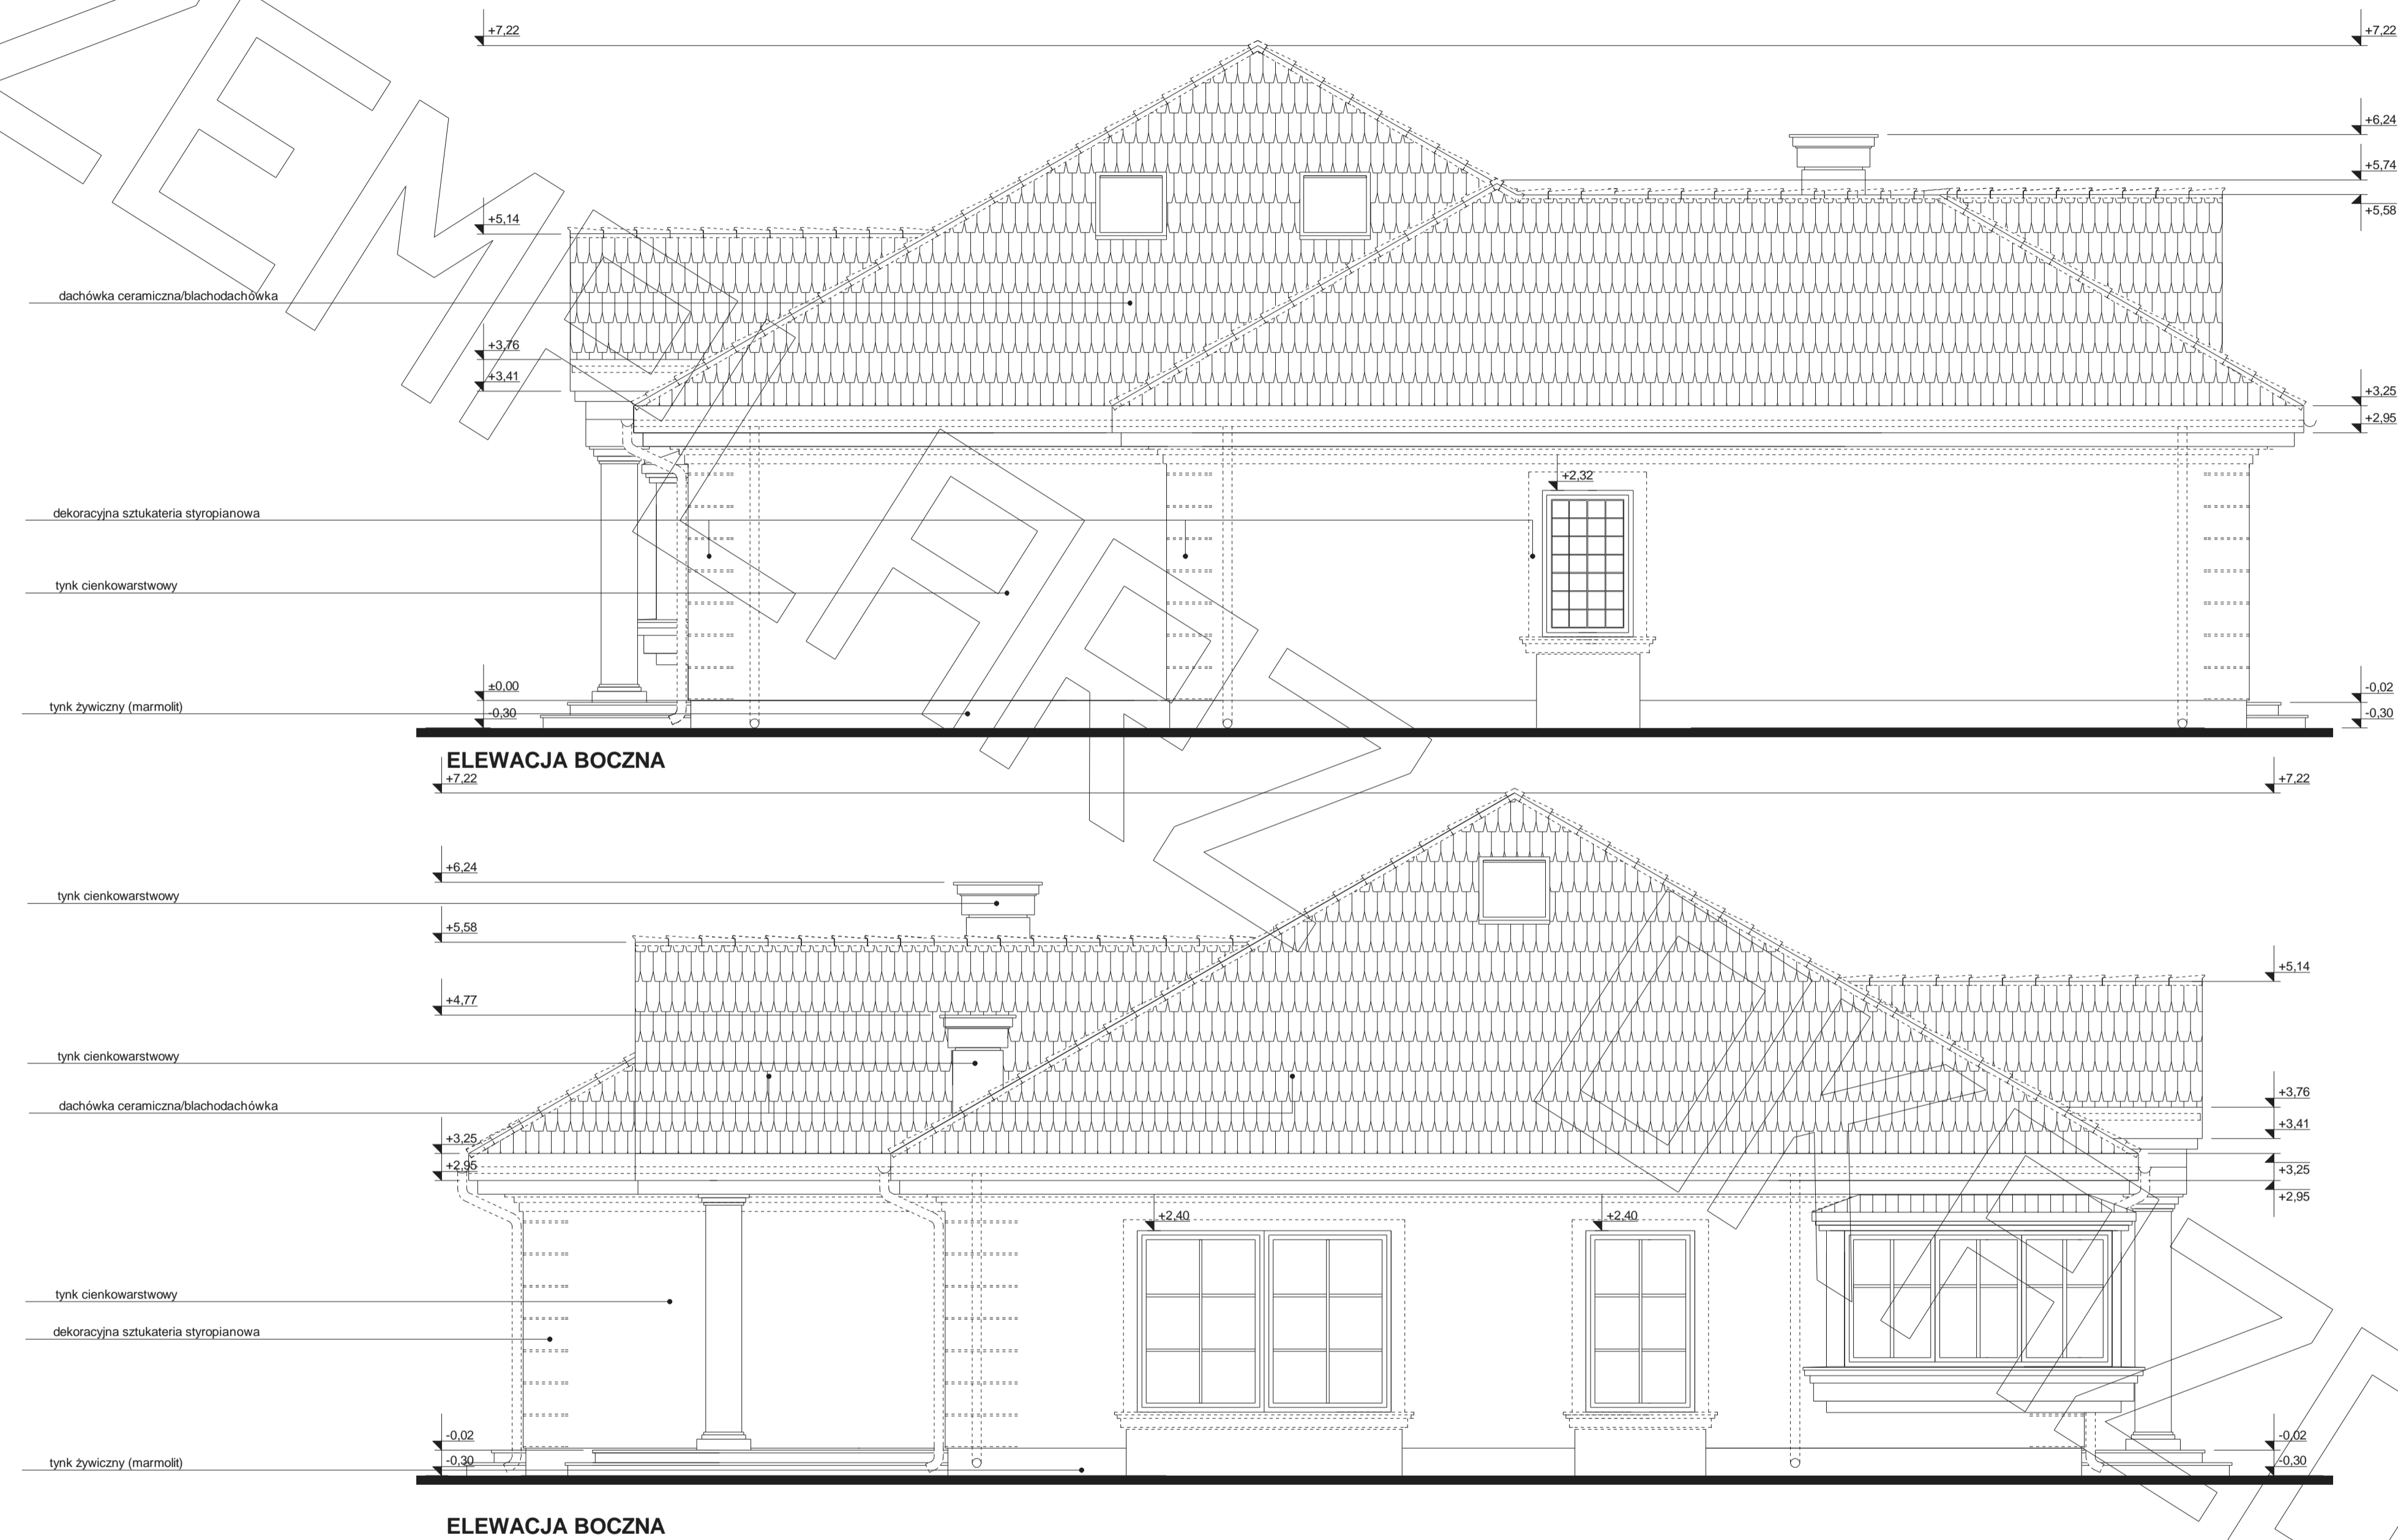 +7,22
+7,22
+6,24
+5,74
+5,58
+5,14
dachówka ceramiczna/blachodachówka
+3,76
+3,41
+3,25
+2,95
+2,32
dekoracyjna sztukateria styropianowa
tynk cienkowarstwowy
±0,00
-0,02
tynk żywiczny (marmolit)
-0,30
-0,30
ELEWACJA BOCZNA
+7,22
+7,22
+6,24
tynk cienkowarstwowy
+5,58
+5,14
+4,77
tynk cienkowarstwowy
dachówka ceramiczna/blachodachówka
+3,76
+3,41
+3,25
+2,95
+3,25
+2,95
+2,40
+2,40
tynk cienkowarstwowy
dekoracyjna sztukateria styropianowa
-0,02
-0,02
tynk żywiczny (marmolit)
-0,30
-0,30
ELEWACJA BOCZNA